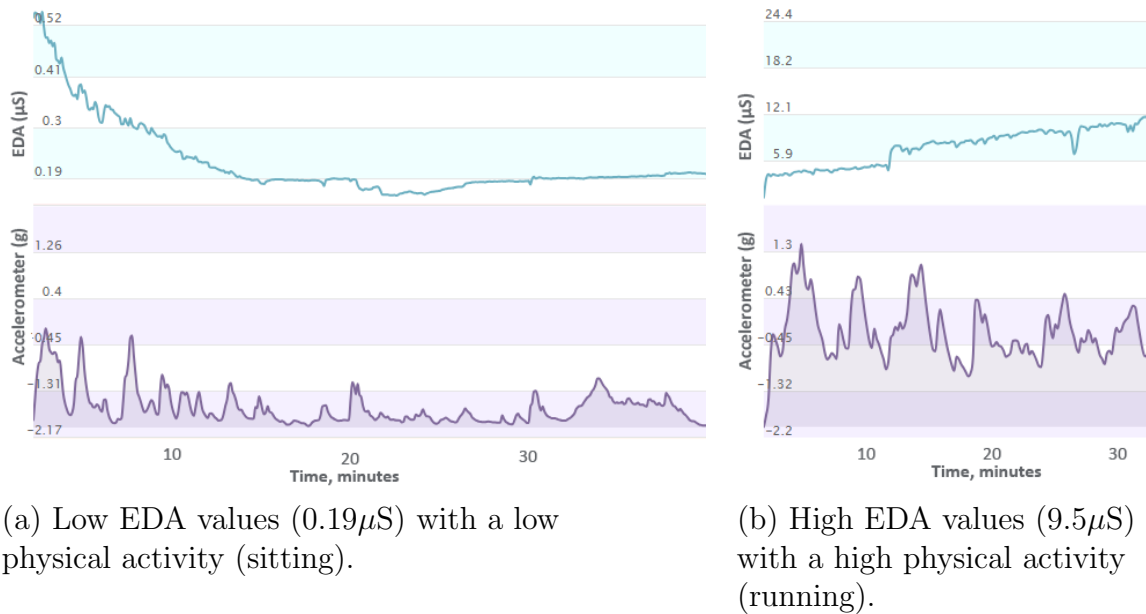 0.52
0.41
0.3
0.19
EDA (µS)
1.26
0.4
-0.45
-1.31
-2.17
Accelerometer (g)
10 20 30
Time, minutes
24.4
18.2
12.1
5.9
EDA (µS)
1.3
0.43
-0.45
-1.32
-2.2
Accelerometer (g)
10 20 30
Time, minutes
(a) Low EDA values (0.19µS) with a low
physical activity (sitting).
(b) High EDA values (9.5µS)
with a high physical activity
(running).